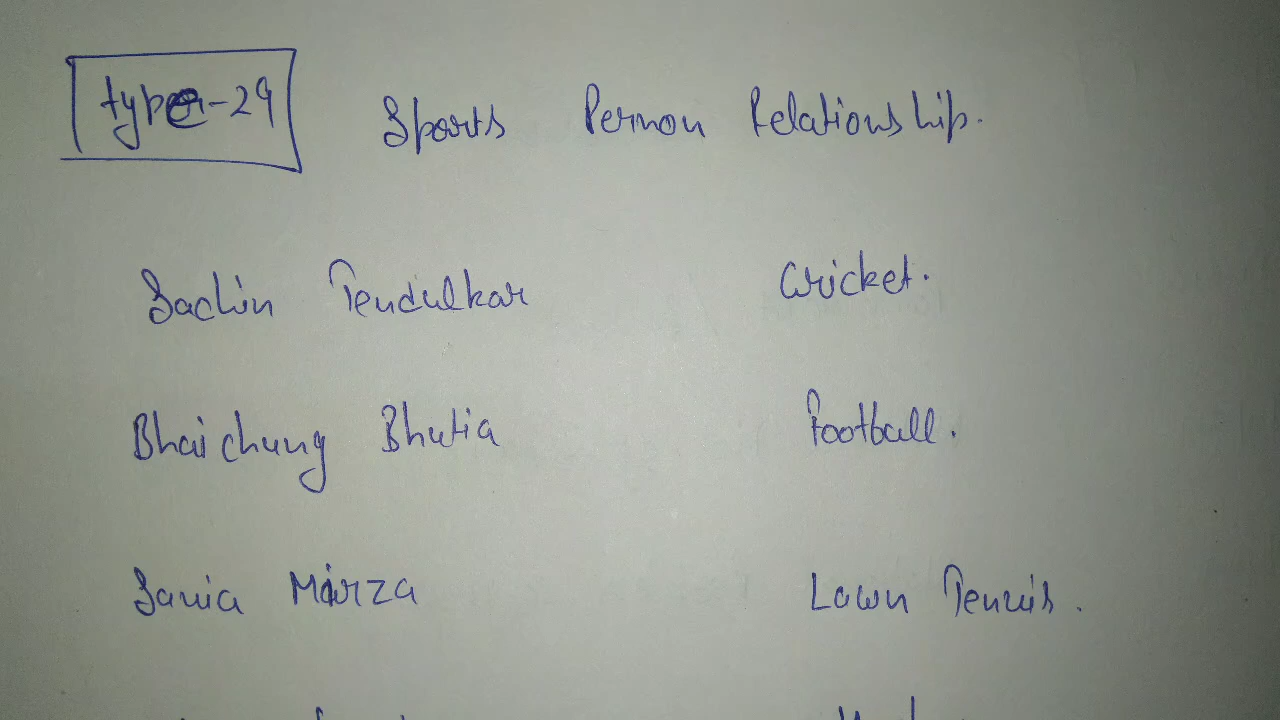 type-29 Sports Person Relationship.
Sachin Tendulkar Cricket.
Bhaichung Bhutia Football.
Sania Mirza Lawn Tennis.